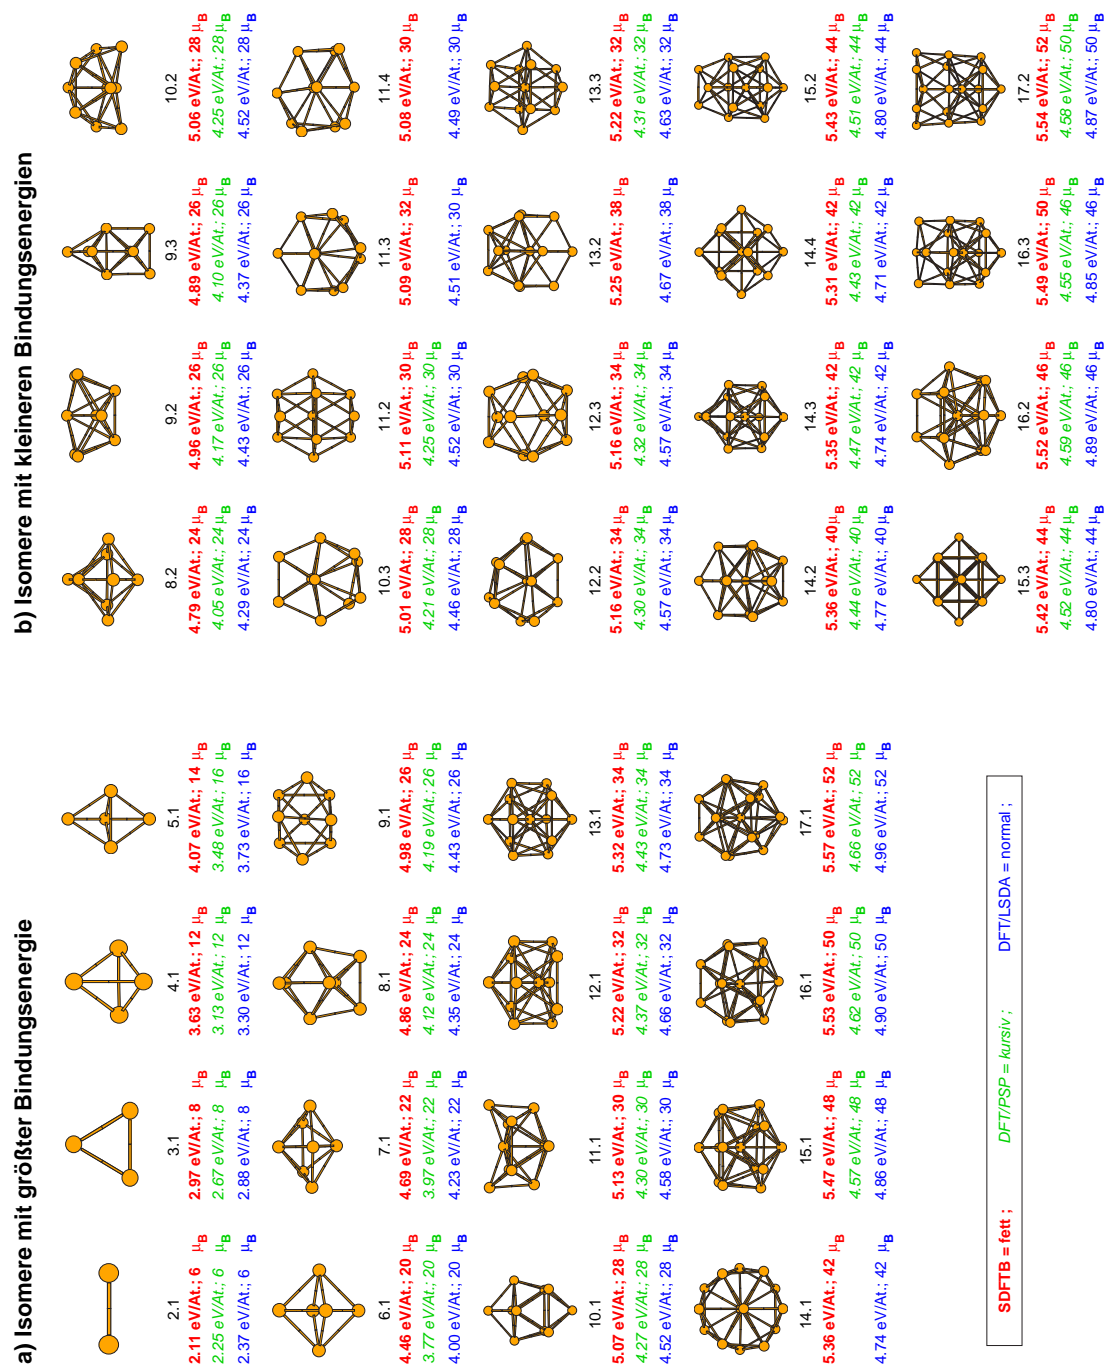 a) Isomere mit größter Bindungsenergie
2.1
2.11 eV/At.; 6 μB
2.25 eV/At.; 6 μB
2.37 eV/At.; 6 μB
3.1
2.97 eV/At.; 8 μB
2.67 eV/At.; 8 μB
2.88 eV/At.; 8 μB
4.1
3.63 eV/At.; 12 μB
3.13 eV/At.; 12 μB
3.30 eV/At.; 12 μB
5.1
4.07 eV/At.; 14 μB
3.48 eV/At.; 16 μB
3.73 eV/At.; 16 μB
6.1
4.46 eV/At.; 20 μB
3.77 eV/At.; 20 μB
4.00 eV/At.; 20 μB
7.1
4.69 eV/At.; 22 μB
3.97 eV/At.; 22 μB
4.23 eV/At.; 22 μB
8.1
4.86 eV/At.; 24 μB
4.12 eV/At.; 24 μB
4.35 eV/At.; 24 μB
9.1
4.98 eV/At.; 26 μB
4.19 eV/At.; 26 μB
4.43 eV/At.; 26 μB
10.1
5.07 eV/At.; 28 μB
4.27 eV/At.; 28 μB
4.52 eV/At.; 28 μB
11.1
5.13 eV/At.; 30 μB
4.30 eV/At.; 30 μB
4.58 eV/At.; 30 μB
12.1
5.22 eV/At.; 32 μB
4.37 eV/At.; 32 μB
4.66 eV/At.; 32 μB
13.1
5.32 eV/At.; 34 μB
4.43 eV/At.; 34 μB
4.73 eV/At.; 34 μB
14.1
5.36 eV/At.; 42 μB
4.74 eV/At.; 42 μB
15.1
5.47 eV/At.; 48 μB
4.57 eV/At.; 48 μB
4.86 eV/At.; 48 μB
16.1
5.53 eV/At.; 50 μB
4.62 eV/At.; 50 μB
4.90 eV/At.; 50 μB
17.1
5.57 eV/At.; 52 μB
4.66 eV/At.; 52 μB
4.96 eV/At.; 52 μB
SDFTB = fett ; DFT/PSP = kursiv ; DFT/LSDA = normal ;
b) Isomere mit kleineren Bindungsenergien
8.2
4.79 eV/At.; 24 μB
4.05 eV/At.; 24 μB
4.29 eV/At.; 24 μB
9.2
4.96 eV/At.; 26 μB
4.17 eV/At.; 26 μB
4.43 eV/At.; 26 μB
9.3
4.89 eV/At.; 26 μB
4.10 eV/At.; 26 μB
4.37 eV/At.; 26 μB
10.2
5.06 eV/At.; 28 μB
4.25 eV/At.; 28 μB
4.52 eV/At.; 28 μB
10.3
5.01 eV/At.; 28 μB
4.21 eV/At.; 28 μB
4.46 eV/At.; 28 μB
11.2
5.11 eV/At.; 30 μB
4.25 eV/At.; 30 μB
4.52 eV/At.; 30 μB
11.3
5.09 eV/At.; 32 μB
4.51 eV/At.; 30 μB
11.4
5.08 eV/At.; 30 μB
4.49 eV/At.; 30 μB
12.2
5.16 eV/At.; 34 μB
4.30 eV/At.; 34 μB
4.57 eV/At.; 34 μB
12.3
5.16 eV/At.; 34 μB
4.32 eV/At.; 34 μB
4.57 eV/At.; 34 μB
13.2
5.25 eV/At.; 38 μB
4.67 eV/At.; 38 μB
13.3
5.22 eV/At.; 32 μB
4.31 eV/At.; 32 μB
4.63 eV/At.; 32 μB
14.2
5.36 eV/At.; 40 μB
4.44 eV/At.; 40 μB
4.77 eV/At.; 40 μB
14.3
5.35 eV/At.; 42 μB
4.47 eV/At.; 42 μB
4.74 eV/At.; 42 μB
14.4
5.31 eV/At.; 42 μB
4.43 eV/At.; 42 μB
4.71 eV/At.; 42 μB
15.2
5.43 eV/At.; 44 μB
4.51 eV/At.; 44 μB
4.80 eV/At.; 44 μB
15.3
5.42 eV/At.; 44 μB
4.52 eV/At.; 44 μB
4.80 eV/At.; 44 μB
16.2
5.52 eV/At.; 46 μB
4.59 eV/At.; 46 μB
4.89 eV/At.; 46 μB
16.3
5.49 eV/At.; 50 μB
4.55 eV/At.; 46 μB
4.85 eV/At.; 46 μB
17.2
5.54 eV/At.; 52 μB
4.58 eV/At.; 50 μB
4.87 eV/At.; 50 μB